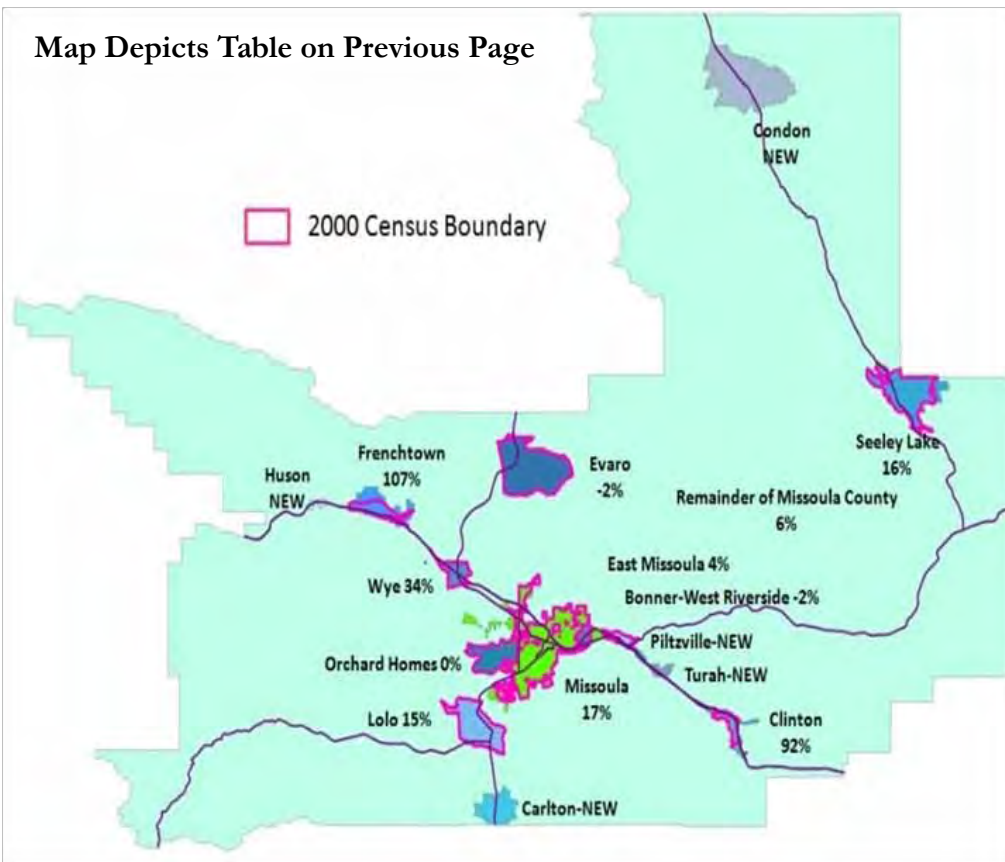 Map Depicts Table on Previous Page
Condon
NEW
2000 Census Boundary
Seeley Lake
16%
Frenchtown
107%
Huson
NEW
Evaro
-2%
Remainder of Missoula County
6%
Wye 34%
East Missoula 4%
Bonner-West Riverside -2%
Piltzville-NEW
Orchard Homes 0%
Turah-NEW
Missoula
17%
Lolo 15%
Clinton
92%
Carlton-NEW